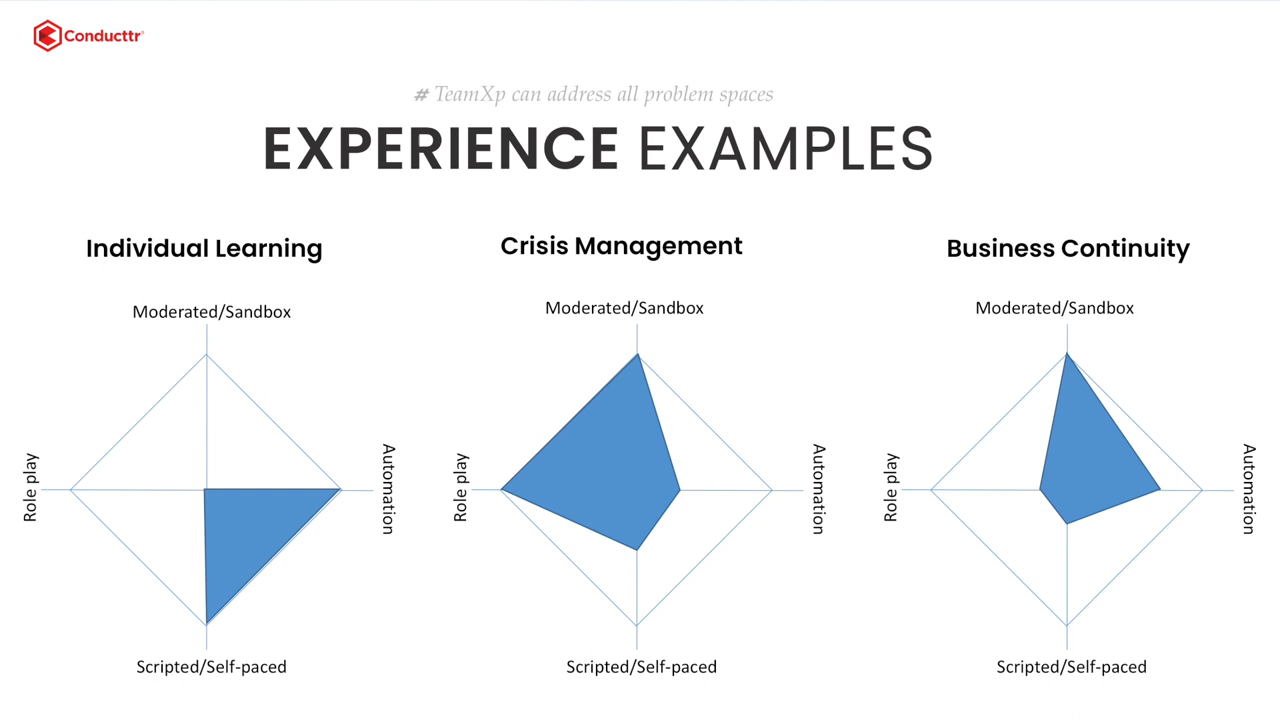 Conducttr®
# TeamXp can address all problem spaces
EXPERIENCE EXAMPLES
Individual Learning
Moderated/Sandbox
Role play
Automation
Scripted/Self-paced
Crisis Management
Moderated/Sandbox
Role play
Automation
Scripted/Self-paced
Business Continuity
Moderated/Sandbox
Role play
Automation
Scripted/Self-paced